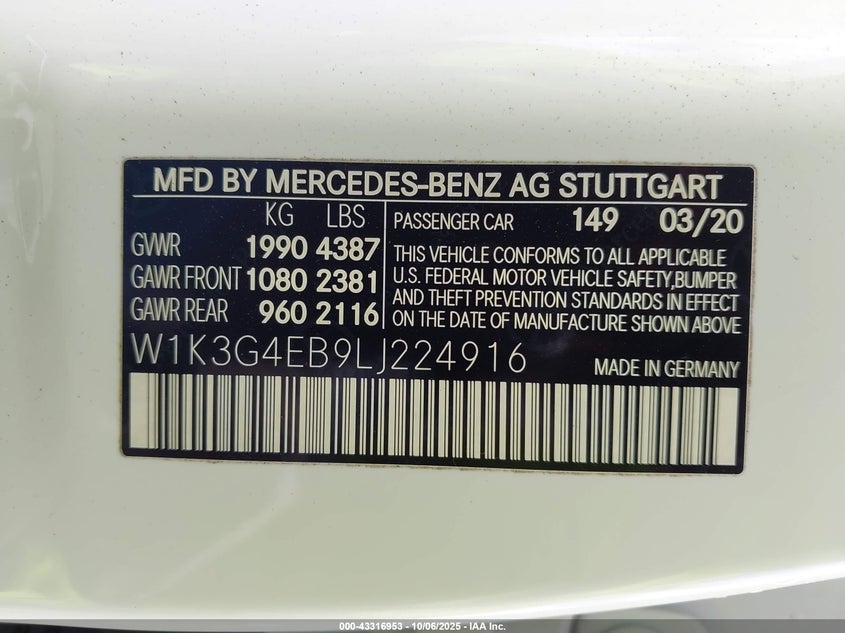 MFD BY MERCEDES-BENZ AG STUTTGART
KG LBS
GVWR 1990 4387
GAWR FRONT 1080 2381
GAWR REAR 960 2116
PASSENGER CAR 149 03/20
THIS VEHICLE CONFORMS TO ALL APPLICABLE
U.S. FEDERAL MOTOR VEHICLE SAFETY,BUMPER
AND THEFT PREVENTION STANDARDS IN EFFECT
ON THE DATE OF MANUFACTURE SHOWN ABOVE
W1K3G4EB9LJ224916
MADE IN GERMANY
000-43316953 - 10/06/2025 - IAA Inc.